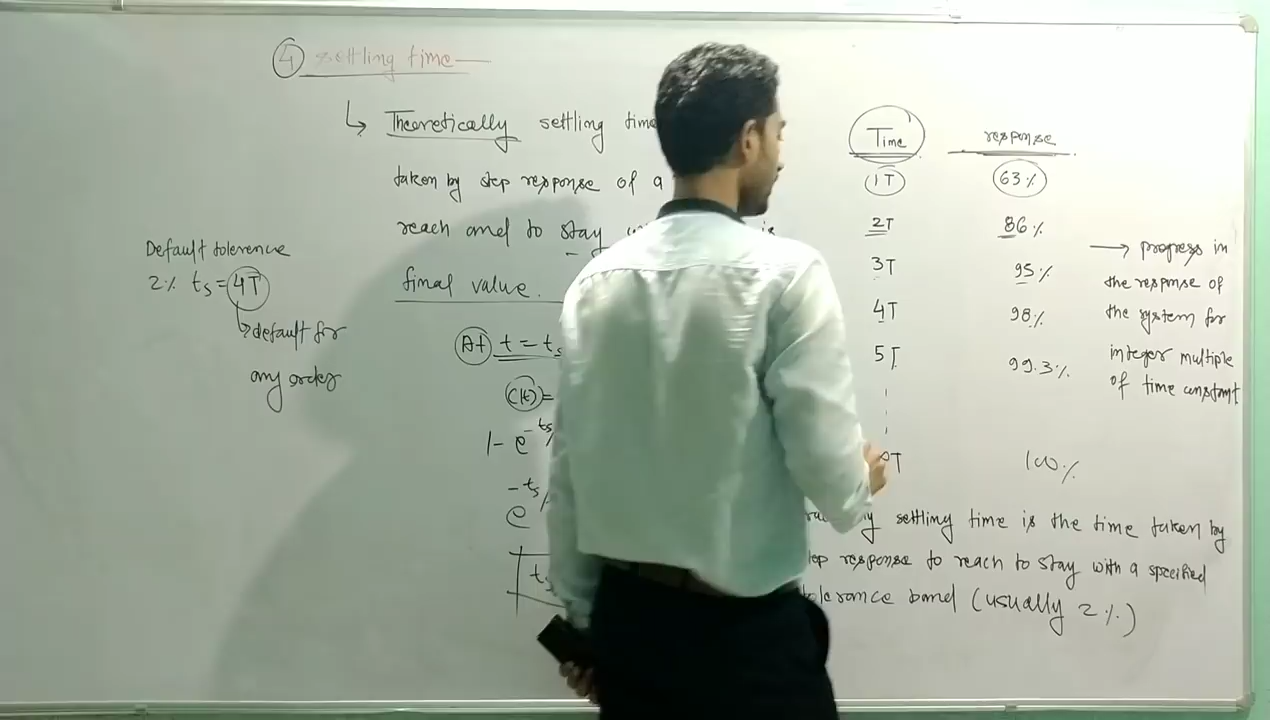 ④ settling time
↳ Theoretically settling time
taken by step response of a
reach and to stay
final value.
At t = ts
C(t) =
1 - e^-ts/
e^-ts/
Default tolerence
2% ts = 4T
↳ default for
any order
Time response
1T 63%
2T 86%
3T 95%
4T 98%
5T 99.3%
T 100%
→ progress in
the response of
the system for
integer multiple
of time constant
settling time is the time taken by
response to reach to stay with a specified
tolerance band (usually 2%)